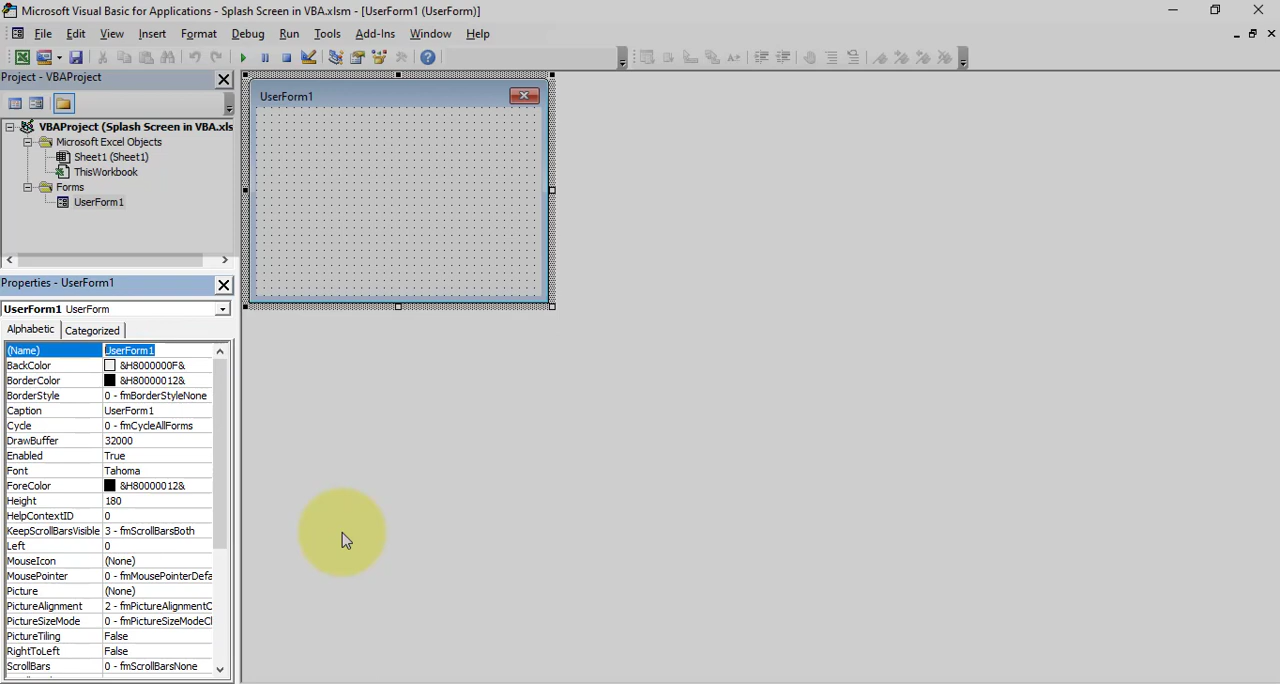 Microsoft Visual Basic for Applications - Splash Screen in VBA.xlsm - [UserForm1 (UserForm)]
File Edit View Insert Format Debug Run Tools Add-Ins Window Help
Project - VBAProject
VBAProject (Splash Screen in VBA.xls
Microsoft Excel Objects
Sheet1 (Sheet1)
ThisWorkbook
Forms
UserForm1
UserForm1
Properties - UserForm1
UserForm1 UserForm
Alphabetic Categorized
(Name) UserForm1
BackColor &H8000000F&
BorderColor &H80000012&
BorderStyle 0 - fmBorderStyleNone
Caption UserForm1
Cycle 0 - fmCycleAllForms
DrawBuffer 32000
Enabled True
Font Tahoma
ForeColor &H80000012&
Height 180
HelpContextID 0
KeepScrollBarsVisible 3 - fmScrollBarsBoth
Left 0
MouseIcon (None)
MousePointer 0 - fmMousePointerDefa
Picture (None)
PictureAlignment 2 - fmPictureAlignmentC
PictureSizeMode 0 - fmPictureSizeModeCl
PictureTiling False
RightToLeft False
ScrollBars 0 - fmScrollBarsNone